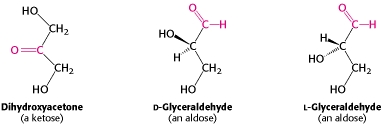 HO
CH₂
O
C
CH₂
HO
Dihydroxyacetone
(a ketose)
O
C
H
HO
C
H
CH₂
HO
D-Glyceraldehyde
(an aldose)
O
C
H
H
C
HO
CH₂
HO
L-Glyceraldehyde
(an aldose)